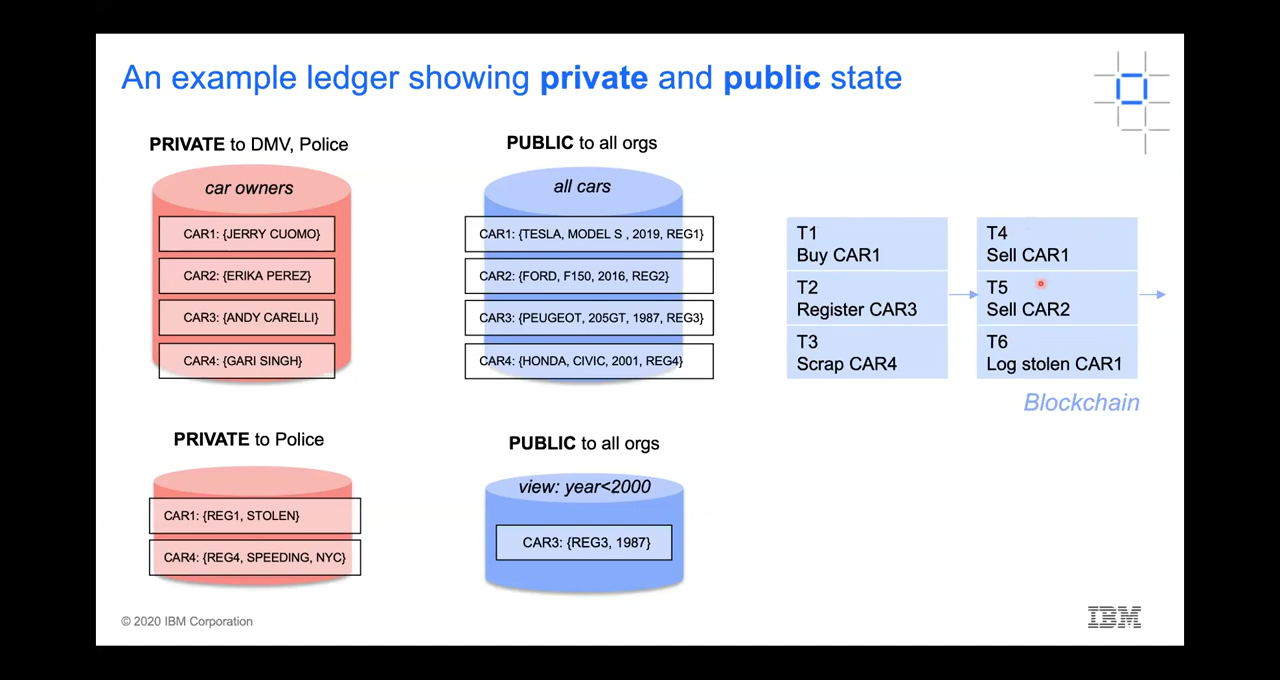 An example ledger showing private and public state
PRIVATE to DMV, Police
car owners
CAR1: {JERRY CUOMO}
CAR2: {ERIKA PEREZ}
CAR3: {ANDY CARELLI}
CAR4: {GARI SINGH}
PUBLIC to all orgs
all cars
CAR1: {TESLA, MODEL S , 2019, REG1}
CAR2: {FORD, F150, 2016, REG2}
CAR3: {PEUGEOT, 205GT, 1987, REG3}
CAR4: {HONDA, CIVIC, 2001, REG4}
T1
Buy CAR1
T2
Register CAR3
T3
Scrap CAR4
T4
Sell CAR1
T5
Sell CAR2
T6
Log stolen CAR1
Blockchain
PRIVATE to Police
CAR1: {REG1, STOLEN}
CAR4: {REG4, SPEEDING, NYC}
PUBLIC to all orgs
view: year<2000
CAR3: {REG3, 1987}
© 2020 IBM Corporation
IBM